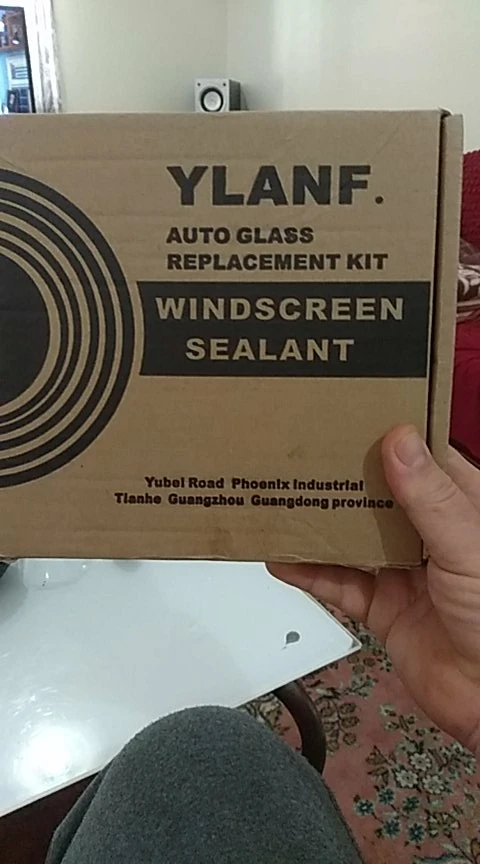 YLANF.
AUTO GLASS
REPLACEMENT KIT
WINDSCREEN
SEALANT
Yubei Road Phoenix Industrial
Tianhe Guangzhou Guangdong province